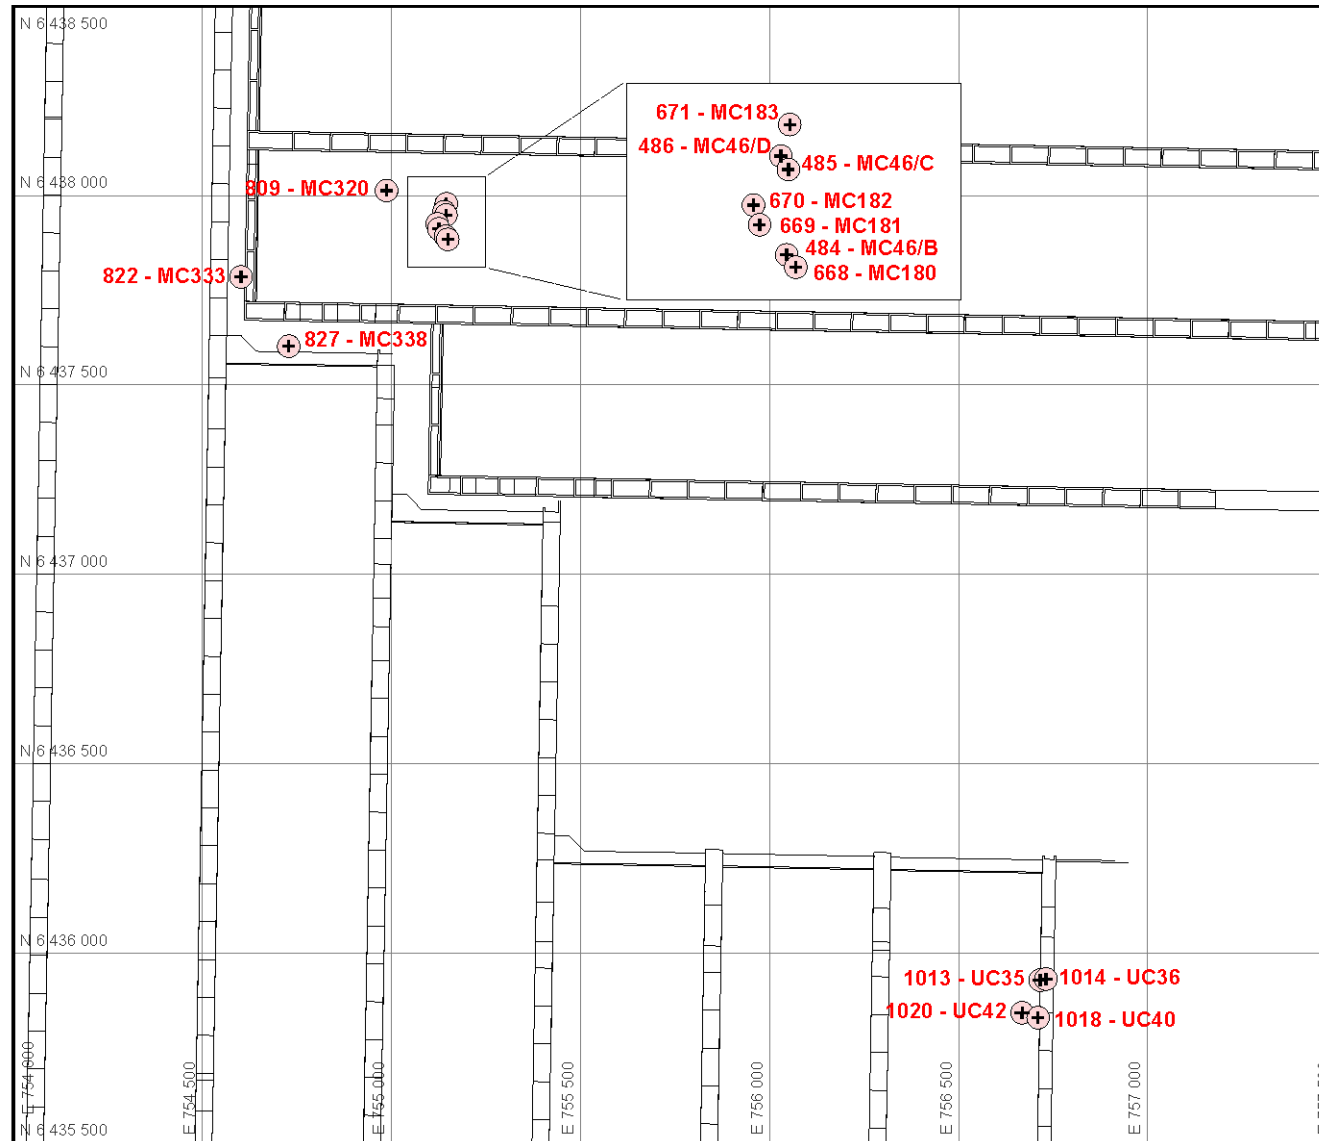 N 6 438 500
671 - MC183
486 - MC46/D
485 - MC46/C
809 - MC320
N 6 438 000
670 - MC182
669 - MC181
484 - MC46/B
668 - MC180
822 - MC333
827 - MC338
N 6 437 500
N 6 437 000
N 6 436 500
N 6 436 000
1013 - UC35
1014 - UC36
1020 - UC42
1018 - UC40
E 754 000
E 754 500
E 755 000
E 755 500
E 756 000
E 756 500
E 757 000
N 6 435 500